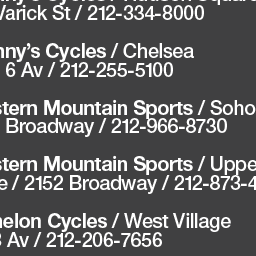 Varick St / 212-334-8000
nny's Cycles / Chelsea
6 Av / 212-255-5100
stern Mountain Sports / Soho
Broadway / 212-966-8730
stern Mountain Sports / Uppe
e / 2152 Broadway / 212-873-4
helon Cycles / West Village
8 Av / 212-206-7656